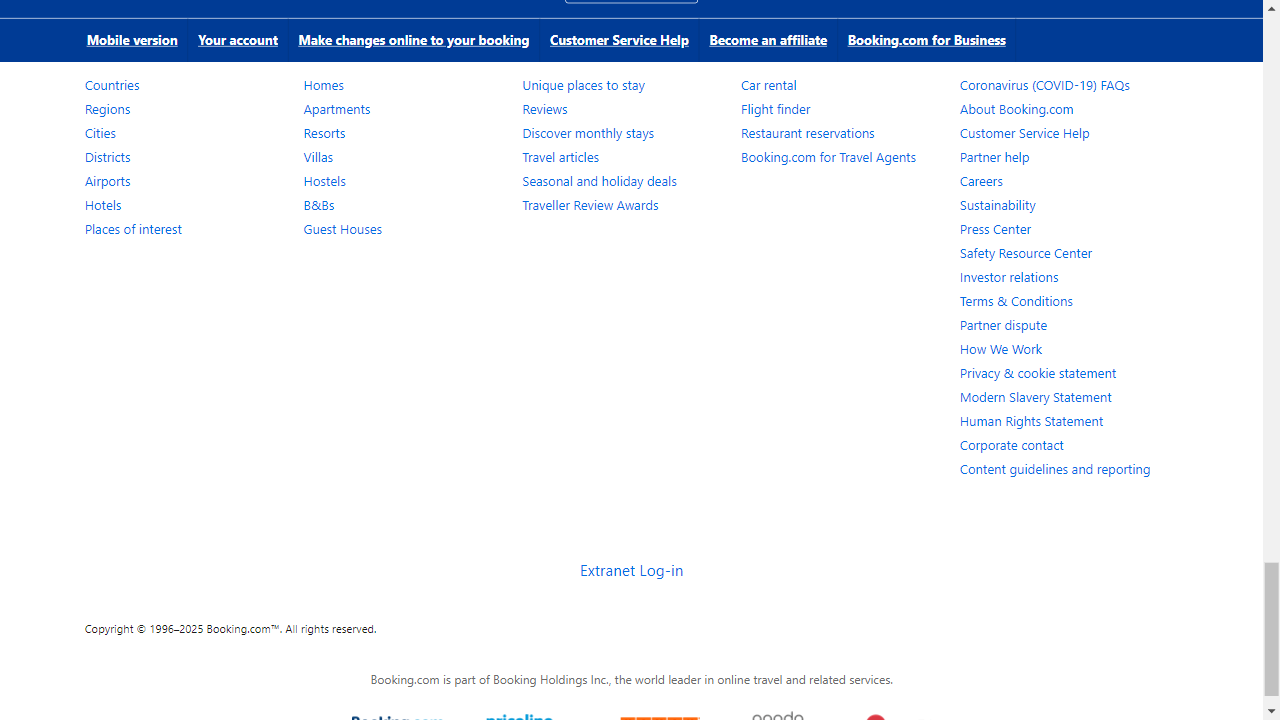 Mobile version Your account Make changes online to your booking Customer Service Help Become an affiliate Booking.com for Business
Countries
Regions
Cities
Districts
Airports
Hotels
Places of interest
Homes
Apartments
Resorts
Villas
Hostels
B&Bs
Guest Houses
Unique places to stay
Reviews
Discover monthly stays
Travel articles
Seasonal and holiday deals
Traveller Review Awards
Car rental
Flight finder
Restaurant reservations
Booking.com for Travel Agents
Coronavirus (COVID-19) FAQs
About Booking.com
Customer Service Help
Partner help
Careers
Sustainability
Press Center
Safety Resource Center
Investor relations
Terms & Conditions
Partner dispute
How We Work
Privacy & cookie statement
Modern Slavery Statement
Human Rights Statement
Corporate contact
Content guidelines and reporting
Extranet Log-in
Copyright © 1996–2025 Booking.com™. All rights reserved.
Booking.com is part of Booking Holdings Inc., the world leader in online travel and related services.
Booking.com priceline agoda